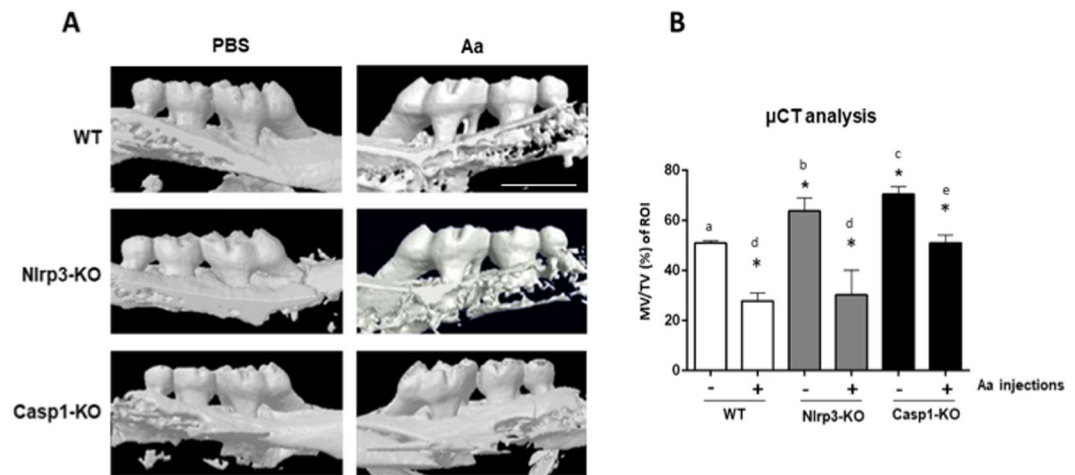 A
PBS
Aa
WT
Nlrp3-KO
Casp1-KO
B
µCT analysis
MV/TV (%) of ROI
80
60
40
20
0
a
d
*
b
*
d
*
c
*
e
*
- + - + - + Aa injections
WT Nlrp3-KO Casp1-KO